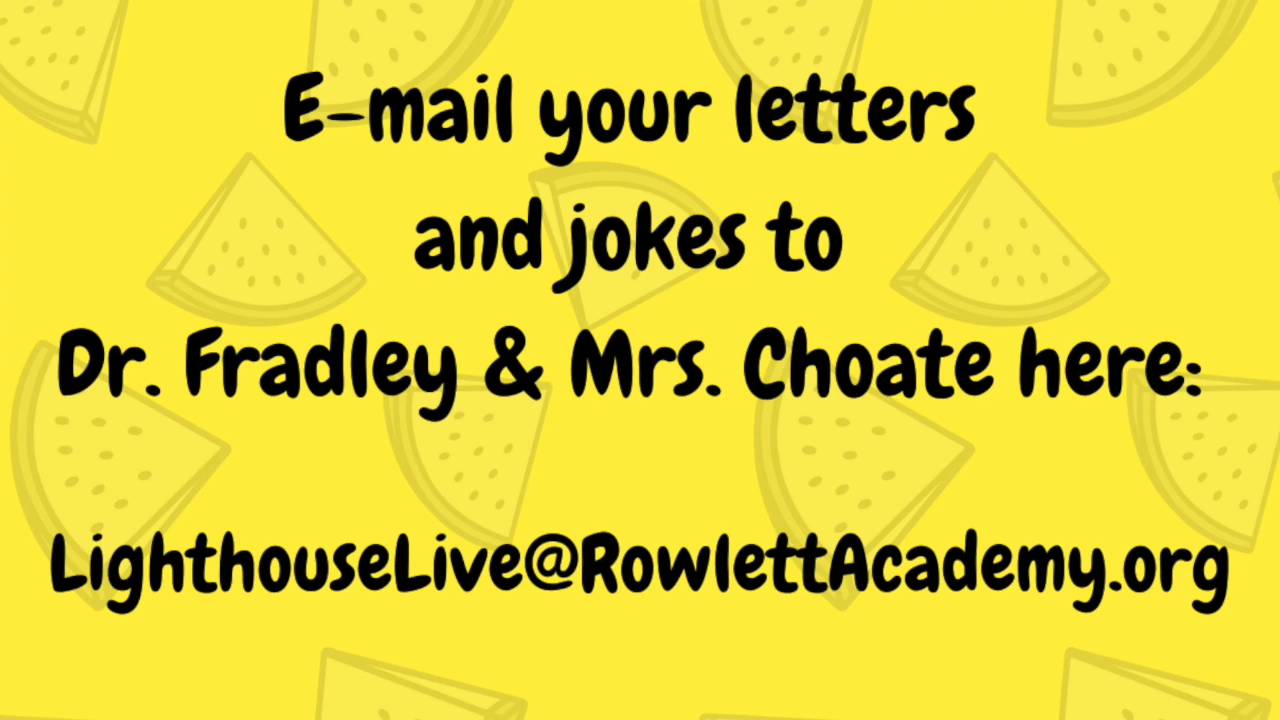 E-mail your letters
and jokes to
Dr. Fradley & Mrs. Choate here:
LighthouseLive@RowlettAcademy.org